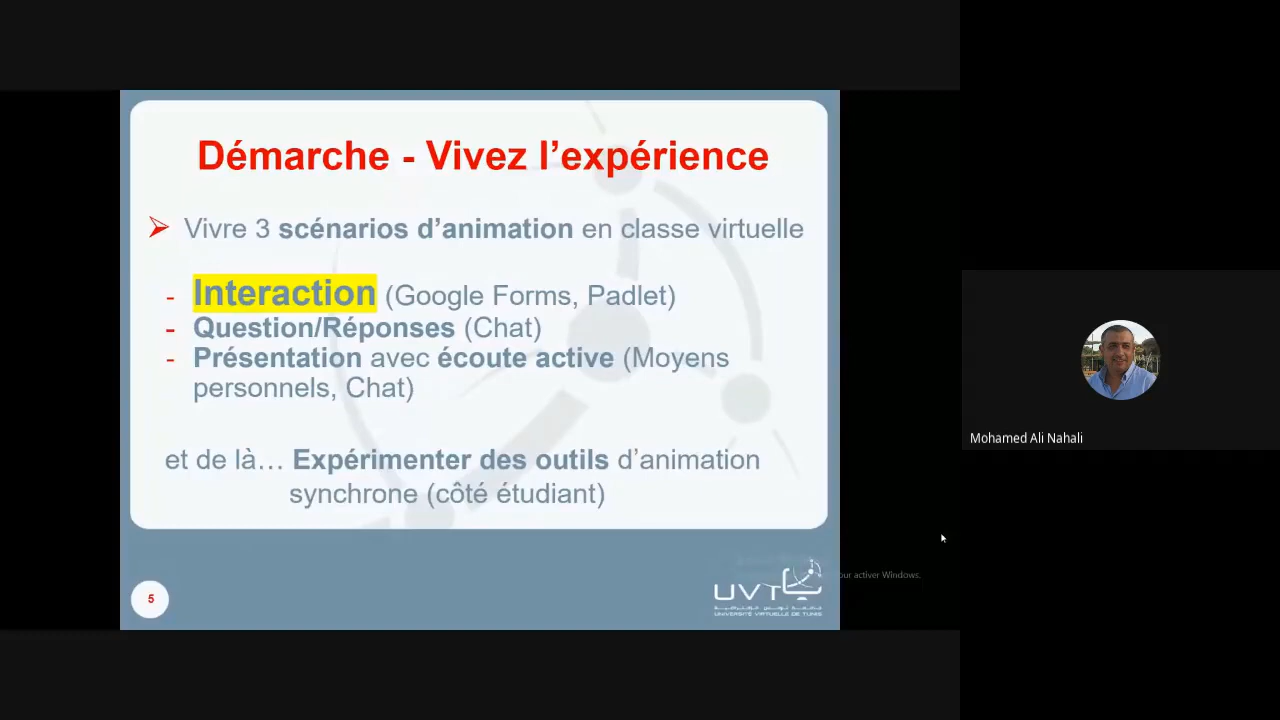 Démarche - Vivez l’expérience
➢ Vivre 3 scénarios d’animation en classe virtuelle
- Interaction (Google Forms, Padlet)
- Question/Réponses (Chat)
- Présentation avec écoute active (Moyens
personnels, Chat)
et de là… Expérimenter des outils d’animation
synchrone (côté étudiant)
Mohamed Ali Nahali
our activer Windows.
5
UVT
UNIVERSITÉ VIRTUELLE DE TUNIS